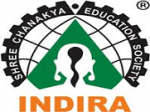 SHREE CHANAKYA EDUCATION SOCIETY
®
INDIRA